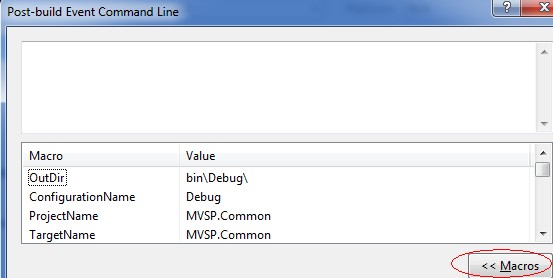 Post-build Event Command Line
Macro Value
OutDir bin\Debug\
ConfigurationName Debug
ProjectName MVSP.Common
TargetName MVSP.Common
<< Macros